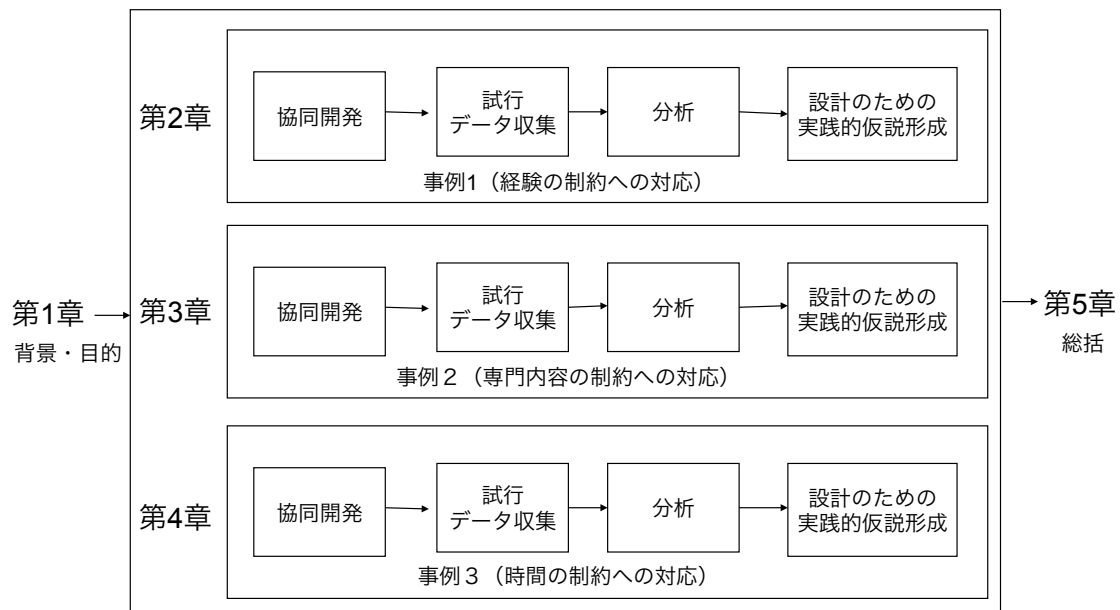 第1章
背景・目的
第2章
協同開発
試行
データ収集
分析
設計のための
実践的仮説形成
事例1（経験の制約への対応）
第3章
協同開発
試行
データ収集
分析
設計のための
実践的仮説形成
事例２（専門内容の制約への対応）
第4章
協同開発
試行
データ収集
分析
設計のための
実践的仮説形成
事例３（時間の制約への対応）
第5章
総括